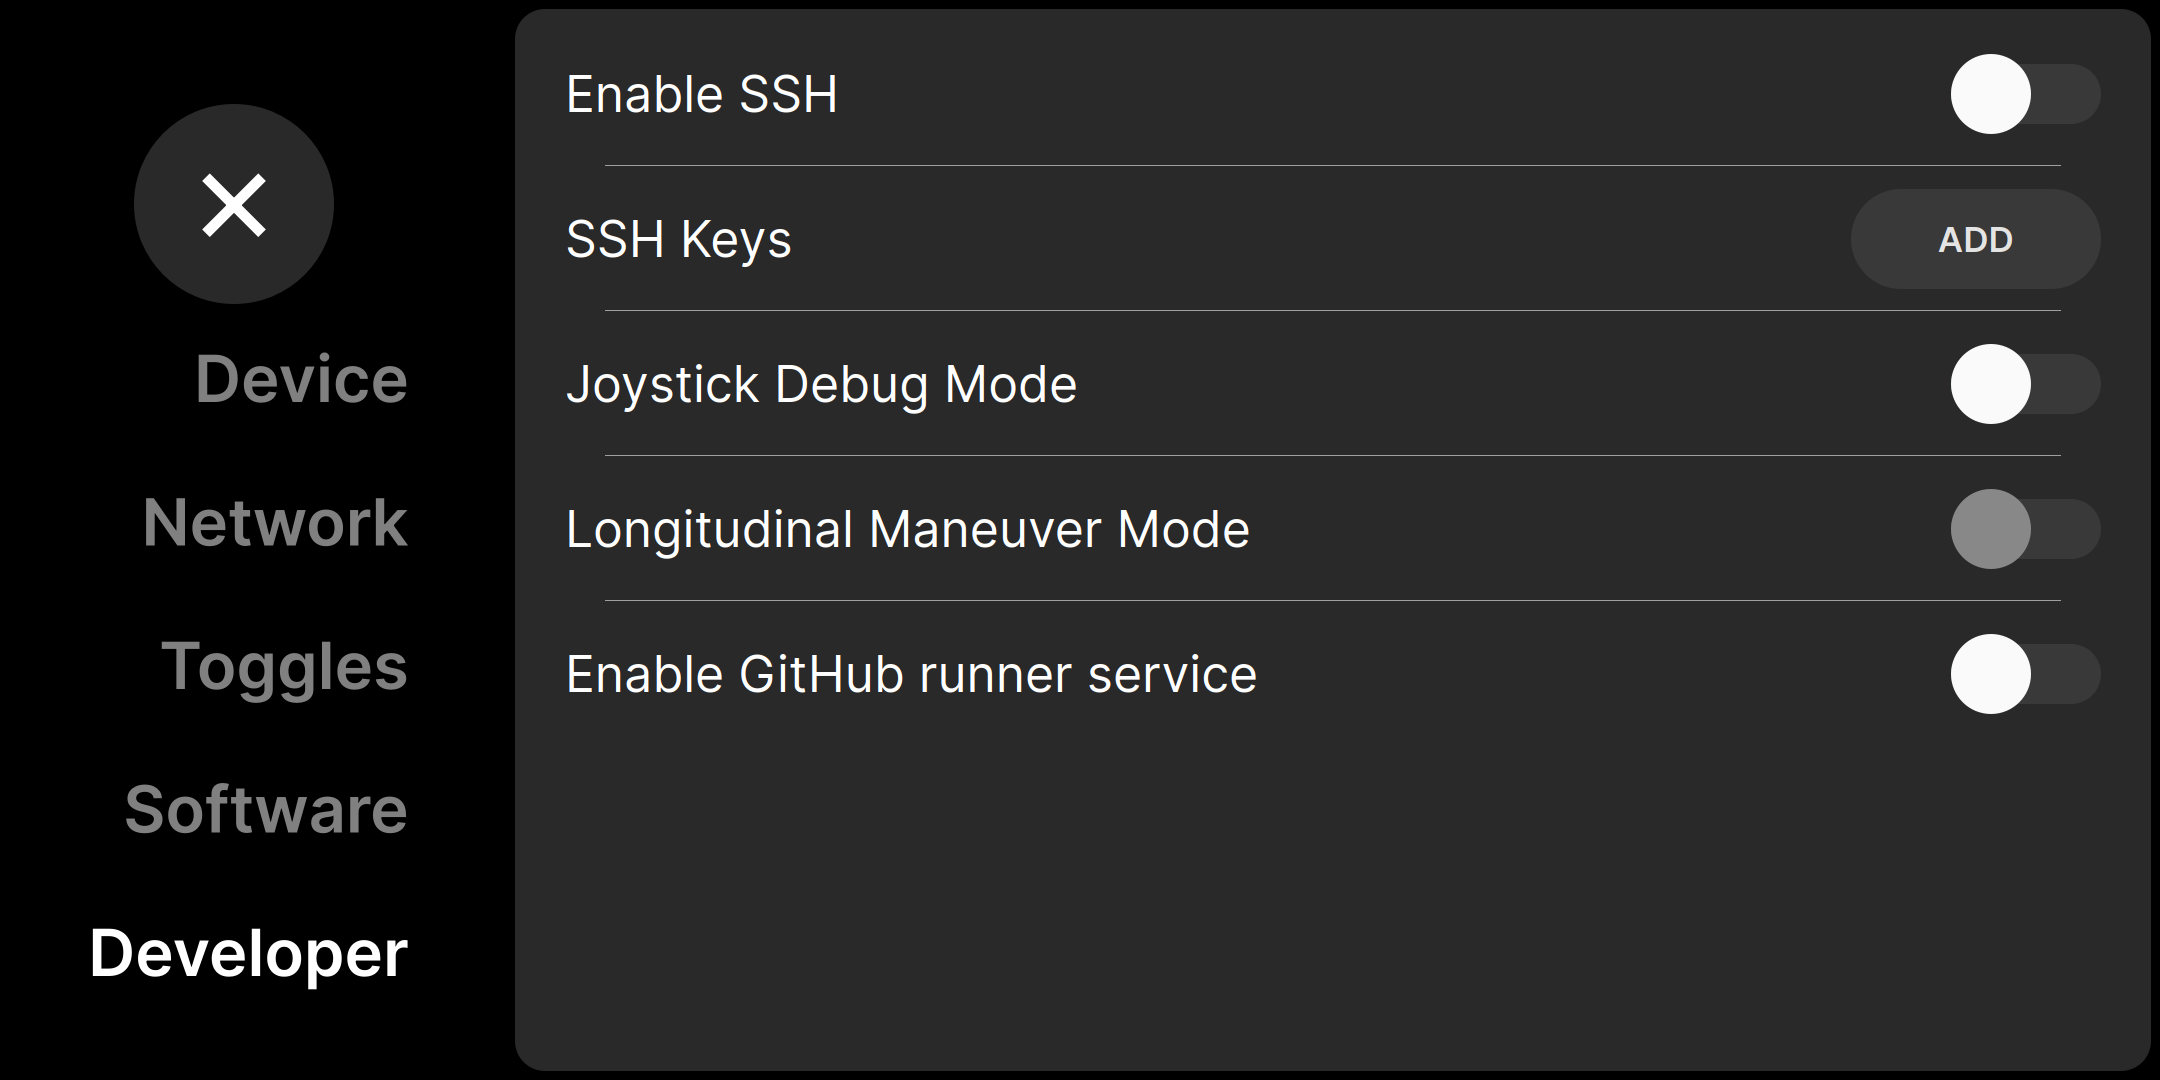 Device
Network
Toggles
Software
Developer
Enable SSH
SSH Keys
ADD
Joystick Debug Mode
Longitudinal Maneuver Mode
Enable GitHub runner service